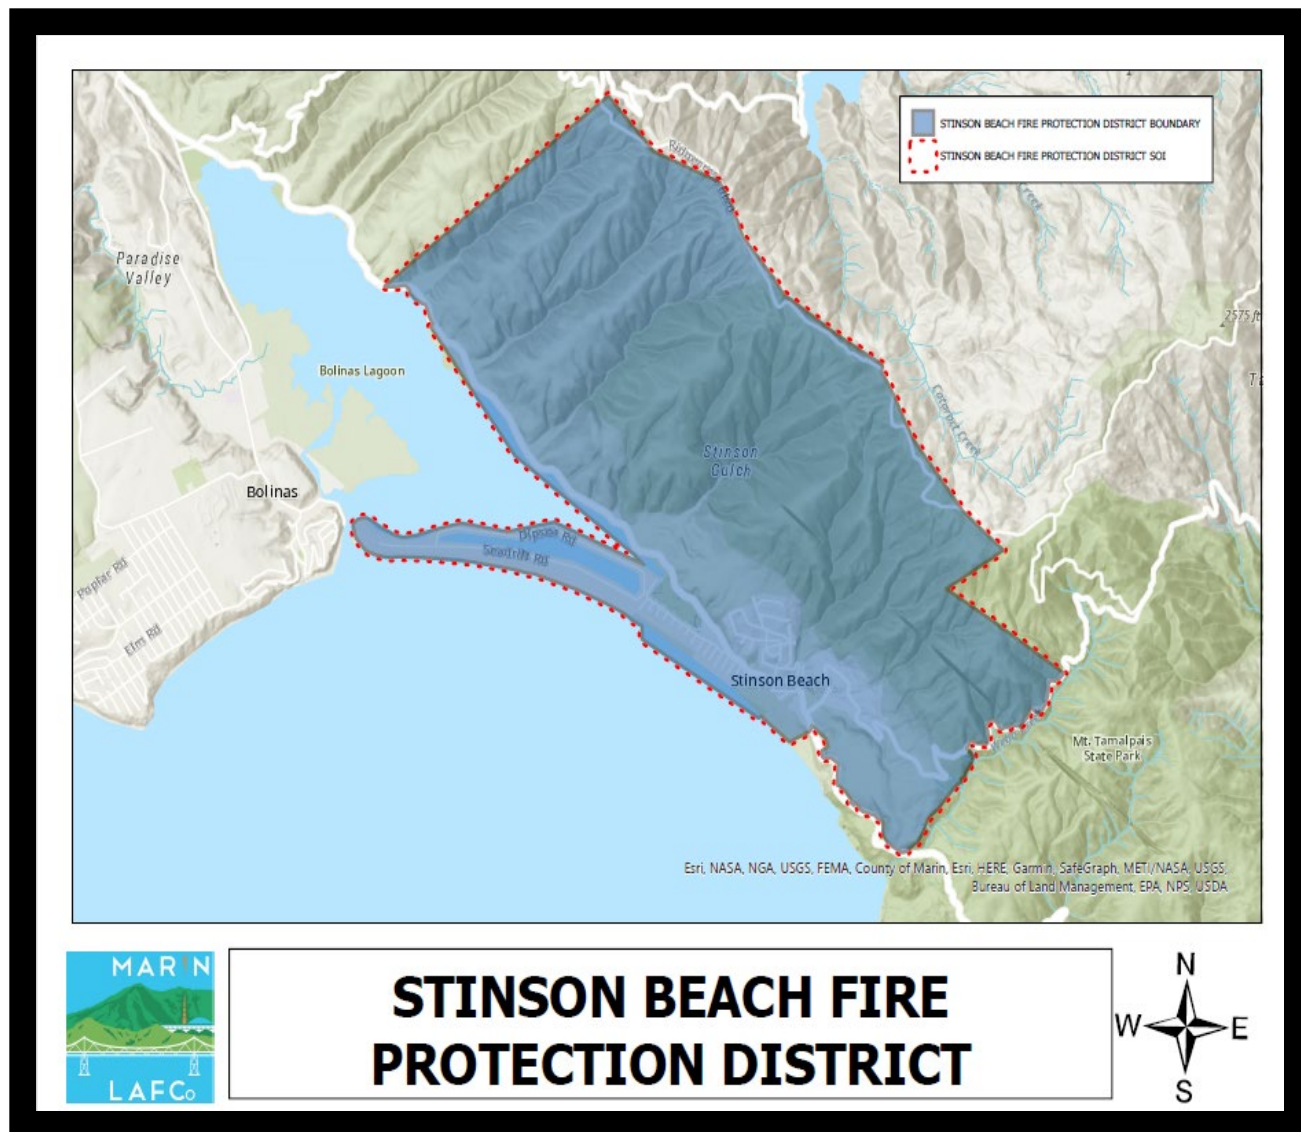 STINSON BEACH FIRE PROTECTION DISTRICT BOUNDARY
STINSON BEACH FIRE PROTECTION DISTRICT SOI
Paradise
Valley
2575 ft
Bolinas Lagoon
Cataract Creek
Creek
Stinson
Gulch
Bolinas
Dipsea Rd
Seadrift Rd
Poplar Rd
Elm Rd
Stinson Beach
Mt. Tamalpais
State Park
Esri, NASA, NGA, USGS, FEMA, County of Marin, Esri, HERE, Garmin, SafeGraph, METI/NASA, USGS,
Bureau of Land Management, EPA, NPS, USDA
MARIN
LAFCo
STINSON BEACH FIRE
PROTECTION DISTRICT
N
W E
S